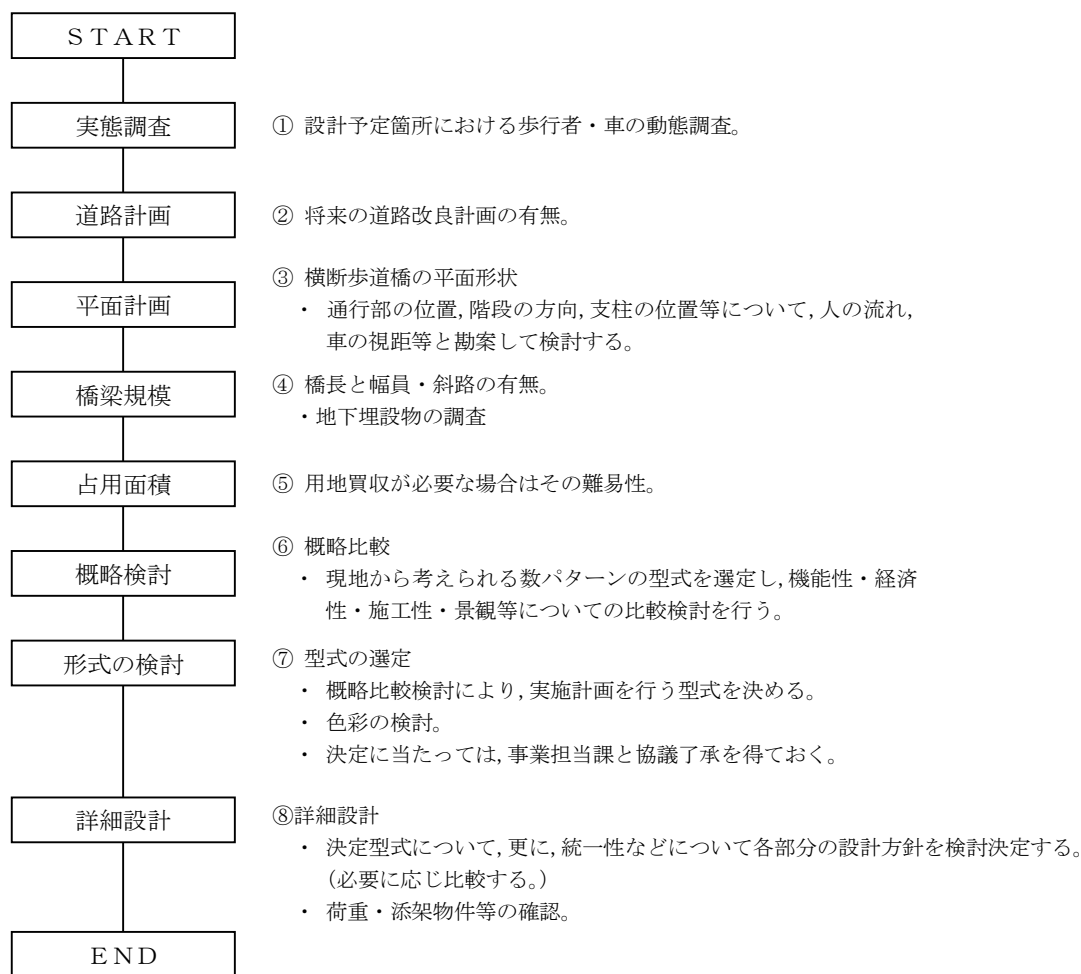 ＳＴＡＲＴ
実態調査
① 設計予定箇所における歩行者・車の動態調査。
道路計画
② 将来の道路改良計画の有無。
平面計画
③ 横断歩道橋の平面形状
・ 通行部の位置,階段の方向,支柱の位置等について,人の流れ,
車の視距等と勘案して検討する。
橋梁規模
④ 橋長と幅員・斜路の有無。
・地下埋設物の調査
占用面積
⑤ 用地買収が必要な場合はその難易性。
概略検討
⑥ 概略比較
・ 現地から考えられる数パターンの型式を選定し,機能性・経済
性・施工性・景観等についての比較検討を行う。
形式の検討
⑦ 型式の選定
・ 概略比較検討により,実施計画を行う型式を決める。
・ 色彩の検討。
・ 決定に当たっては,事業担当課と協議了承を得ておく。
詳細設計
⑧詳細設計
・ 決定型式について,更に,統一性などについて各部分の設計方針を検討決定する。
(必要に応じ比較する。)
・ 荷重・添架物件等の確認。
ＥＮＤ